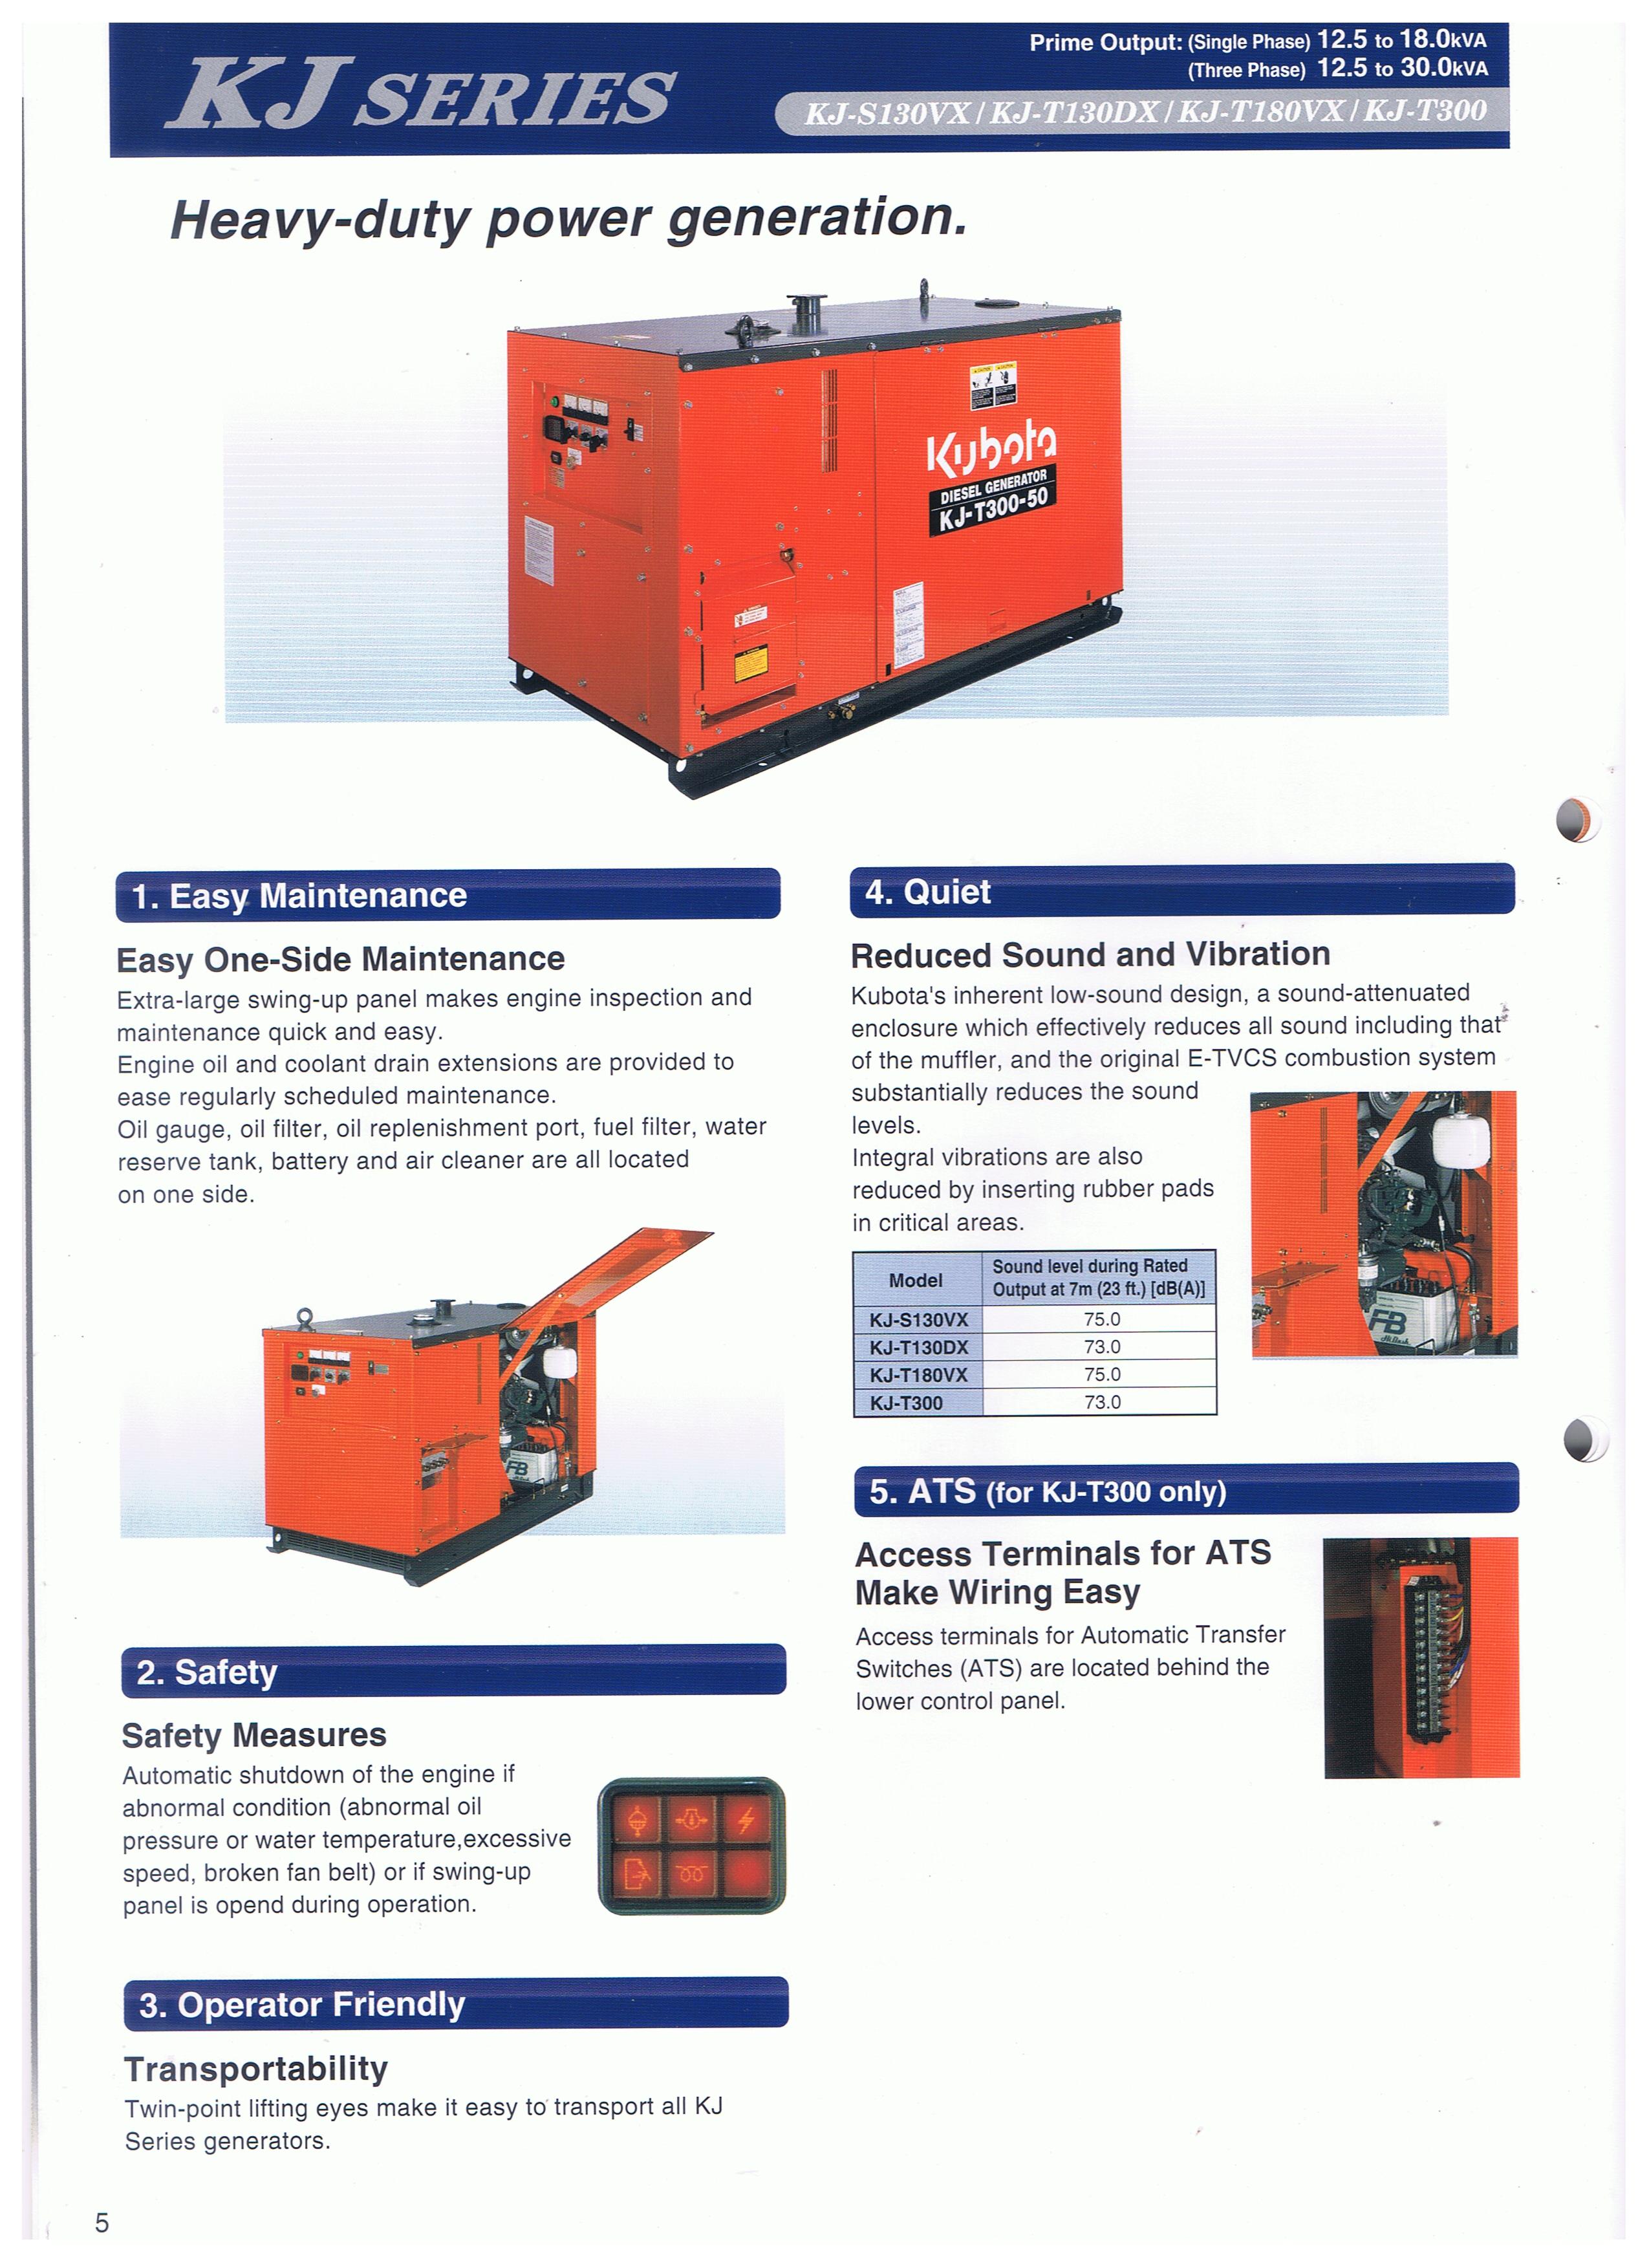 KJ SERIES
Prime Output: (Single Phase) 12.5 to 18.0kVA
(Three Phase) 12.5 to 30.0kVA
KJ-S130VX / KJ-T130DX / KJ-T180VX / KJ-T300
Heavy-duty power generation.
Kubota
DIESEL GENERATOR
KJ-T300-50
1. Easy Maintenance
Easy One-Side Maintenance
Extra-large swing-up panel makes engine inspection and
maintenance quick and easy.
Engine oil and coolant drain extensions are provided to
ease regularly scheduled maintenance.
Oil gauge, oil filter, oil replenishment port, fuel filter, water
reserve tank, battery and air cleaner are all located
on one side.
FB
2. Safety
Safety Measures
Automatic shutdown of the engine if
abnormal condition (abnormal oil
pressure or water temperature,excessive
speed, broken fan belt) or if swing-up
panel is opend during operation.
3. Operator Friendly
Transportability
Twin-point lifting eyes make it easy to transport all KJ
Series generators.
4. Quiet
Reduced Sound and Vibration
Kubota's inherent low-sound design, a sound-attenuated
enclosure which effectively reduces all sound including that
of the muffler, and the original E-TVCS combustion system
substantially reduces the sound
levels.
Integral vibrations are also
reduced by inserting rubber pads
in critical areas.
FB
Model Sound level during Rated
Output at 7m (23 ft.) [dB(A)]
KJ-S130VX 75.0
KJ-T130DX 73.0
KJ-T180VX 75.0
KJ-T300 73.0
5. ATS (for KJ-T300 only)
Access Terminals for ATS
Make Wiring Easy
Access terminals for Automatic Transfer
Switches (ATS) are located behind the
lower control panel.
5